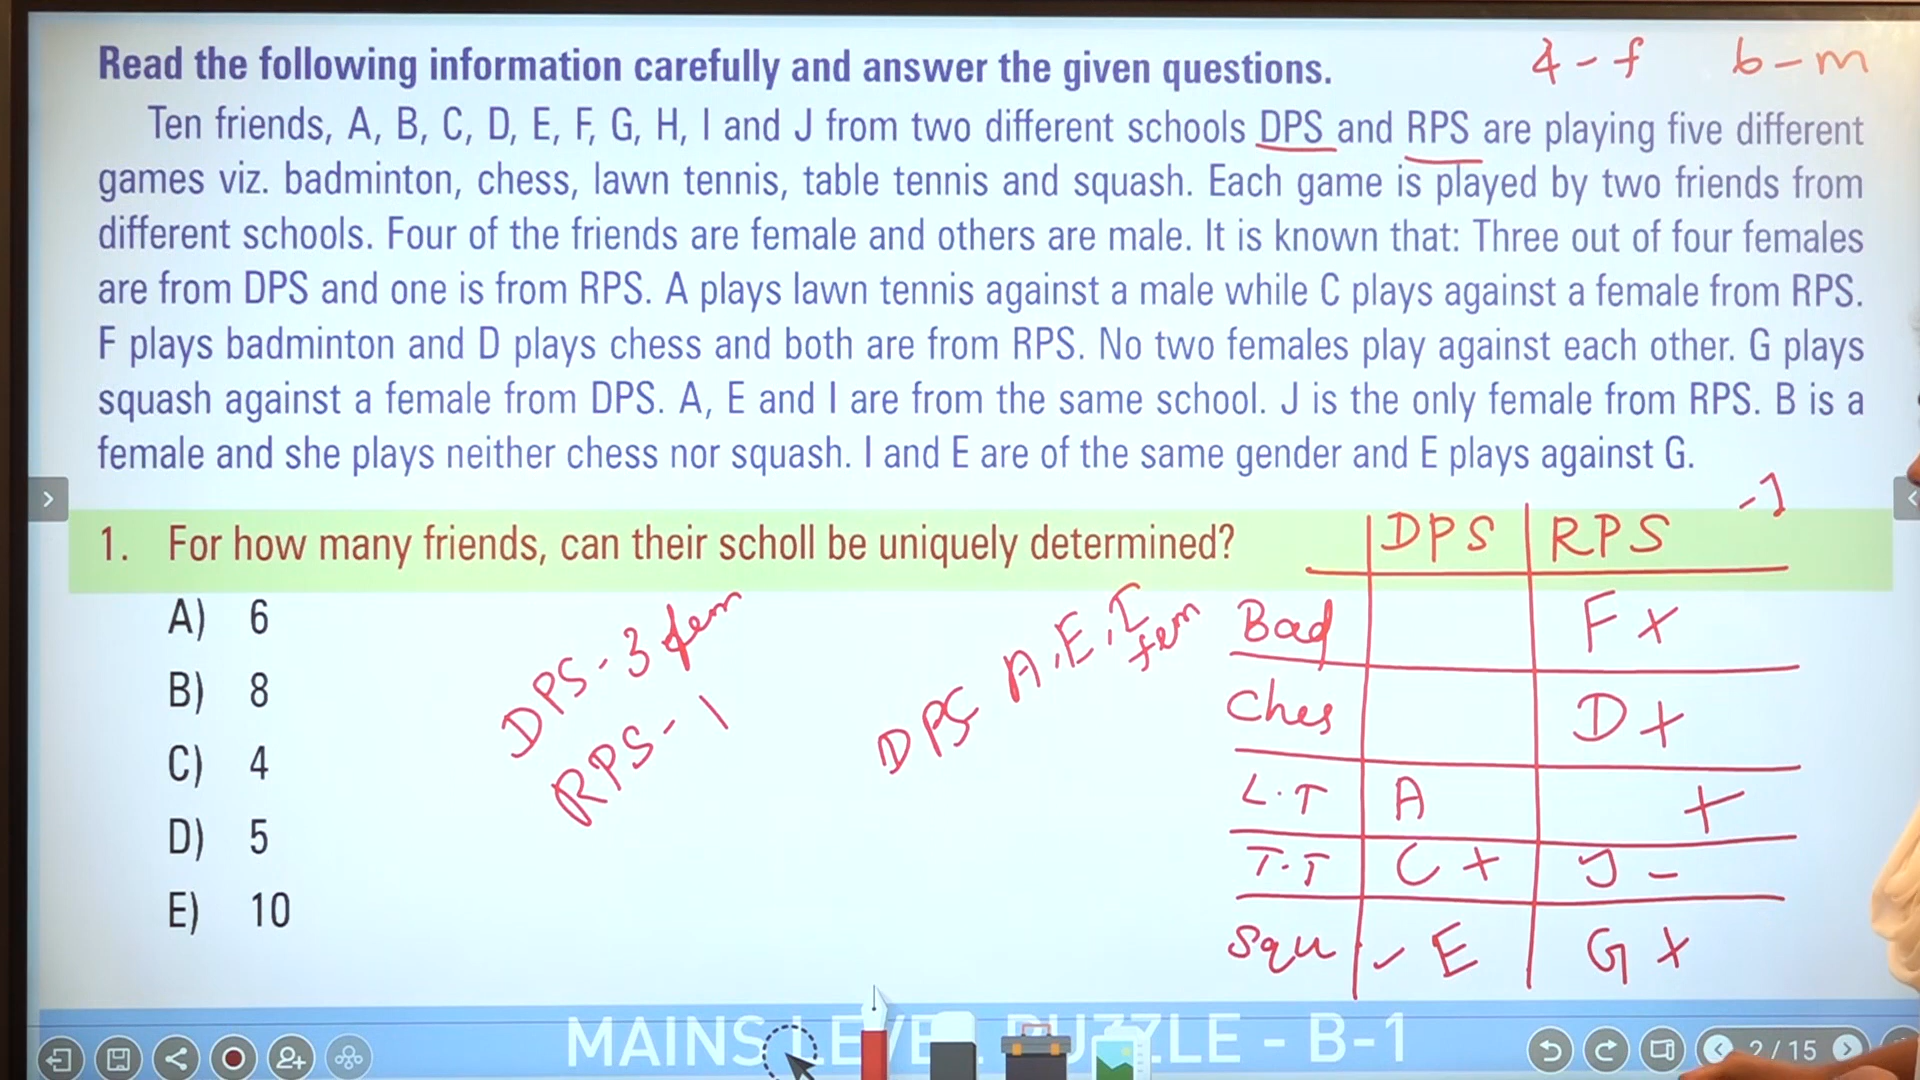 Read the following information carefully and answer the given questions.
4-f b-m
Ten friends, A, B, C, D, E, F, G, H, I and J from two different schools DPS and RPS are playing five different
games viz. badminton, chess, lawn tennis, table tennis and squash. Each game is played by two friends from
different schools. Four of the friends are female and others are male. It is known that: Three out of four females
are from DPS and one is from RPS. A plays lawn tennis against a male while C plays against a female from RPS.
F plays badminton and D plays chess and both are from RPS. No two females play against each other. G plays
squash against a female from DPS. A, E and I are from the same school. J is the only female from RPS. B is a
female and she plays neither chess nor squash. I and E are of the same gender and E plays against G.
1. For how many friends, can their scholl be uniquely determined?
A) 6
B) 8
C) 4
D) 5
E) 10
DPS - 3 fem
RPS - 1
DPS A, E, I
fem
DPS RPS
Bad F +
Ches D +
L.T A +
T.T C + J -
Squ ✓ E G +
MAINS LEVEL PUZZLE - B-1
2 / 15